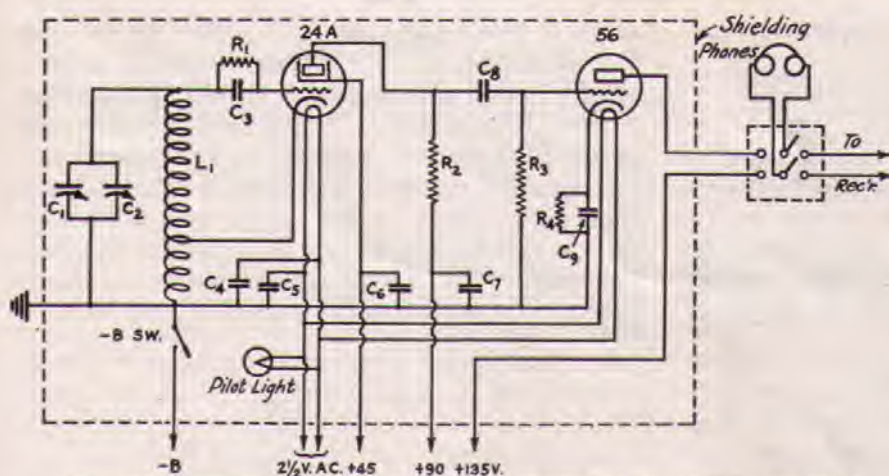 24A
56
Shielding
Phones
R1
C3
C8
L1
R2
R3
To
Rec'r.
C1
C2
R4
C9
C4
C5
C6
C7
-B SW.
Pilot Light
-B
2½V. AC. +45 +90 +135V.